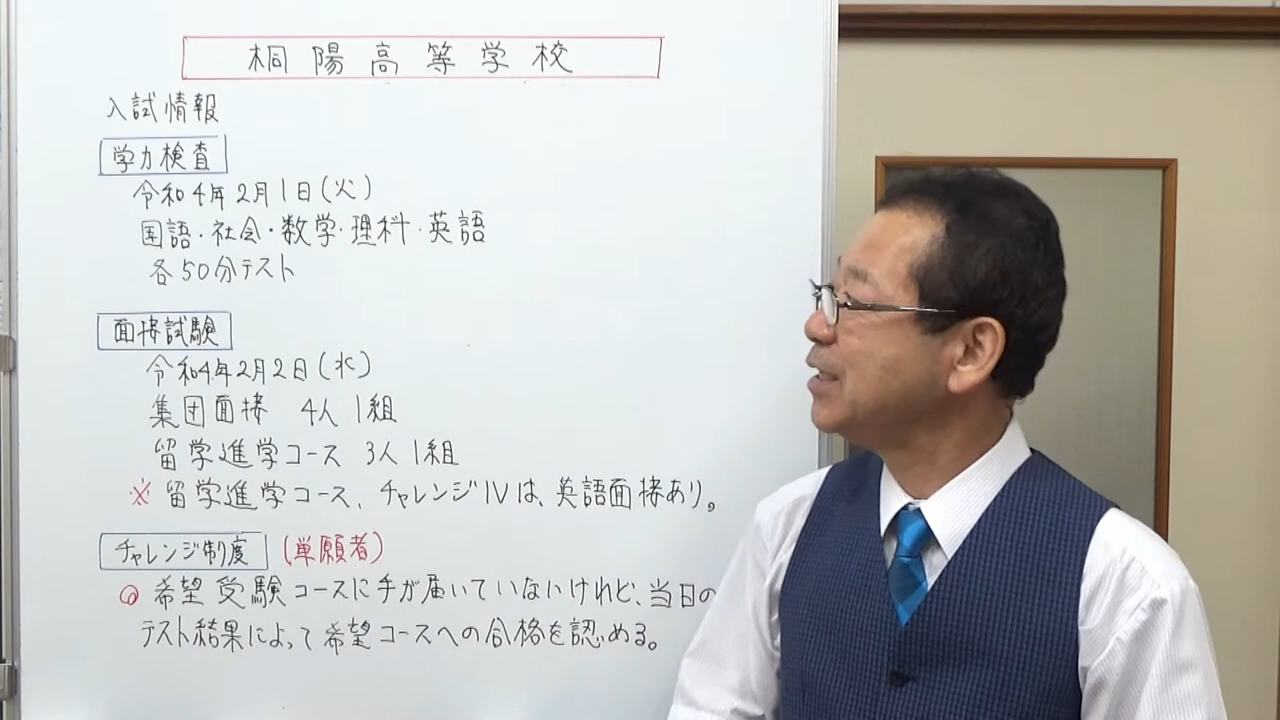 桐陽高等学校
入試情報
学力検査
令和4年2月1日(火)
国語・社会・数学・理科・英語
各50分テスト
面接試験
令和4年2月2日(水)
集団面接 4人1組
留学進学コース 3人1組
※ 留学進学コース、チャレンジⅣは、英語面接あり。
チャレンジ制度 (単願者)
◎ 希望受験コースに手が届いていないけれど、当日の
テスト結果によって希望コースへの合格を認める。